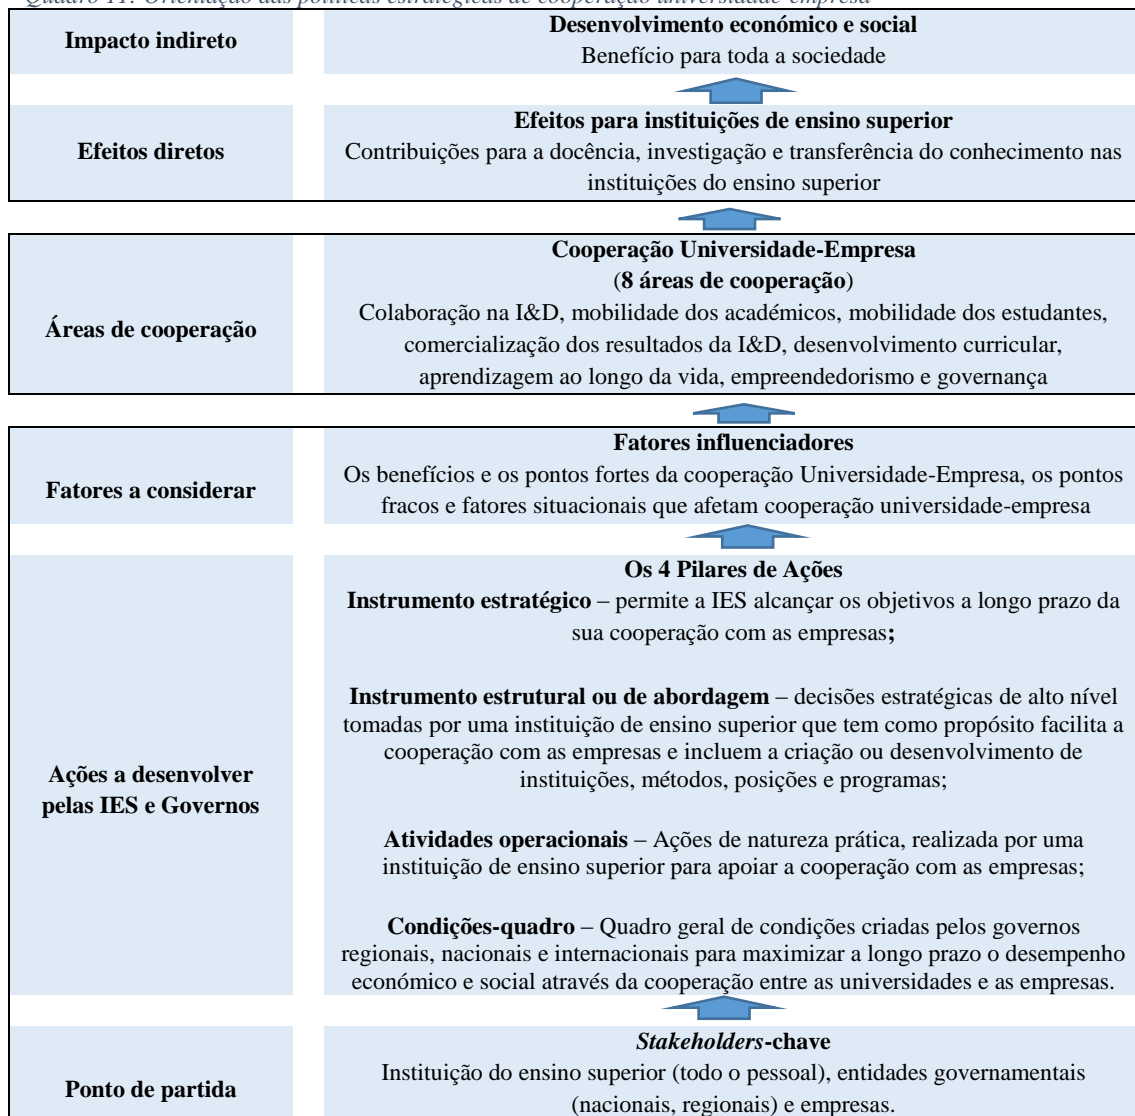 Quadro 11: Orientação das políticas estratégicas de cooperação universidade-empresa
Impacto indireto
Desenvolvimento económico e social
Benefício para toda a sociedade
Efeitos diretos
Efeitos para instituições de ensino superior
Contribuições para a docência, investigação e transferência do conhecimento nas
instituições do ensino superior
Áreas de cooperação
Cooperação Universidade-Empresa
(8 áreas de cooperação)
Colaboração na I&D, mobilidade dos académicos, mobilidade dos estudantes,
comercialização dos resultados da I&D, desenvolvimento curricular,
aprendizagem ao longo da vida, empreendedorismo e governança
Fatores a considerar
Fatores influenciadores
Os benefícios e os pontos fortes da cooperação Universidade-Empresa, os pontos
fracos e fatores situacionais que afetam cooperação universidade-empresa
Ações a desenvolver
pelas IES e Governos
Os 4 Pilares de Ações
Instrumento estratégico – permite a IES alcançar os objetivos a longo prazo da
sua cooperação com as empresas;
Instrumento estrutural ou de abordagem – decisões estratégicas de alto nível
tomadas por uma instituição de ensino superior que tem como propósito facilita a
cooperação com as empresas e incluem a criação ou desenvolvimento de
instituições, métodos, posições e programas;
Atividades operacionais – Ações de natureza prática, realizada por uma
instituição de ensino superior para apoiar a cooperação com as empresas;
Condições-quadro – Quadro geral de condições criadas pelos governos
regionais, nacionais e internacionais para maximizar a longo prazo o desempenho
económico e social através da cooperação entre as universidades e as empresas.
Ponto de partida
Stakeholders-chave
Instituição do ensino superior (todo o pessoal), entidades governamentais
(nacionais, regionais) e empresas.